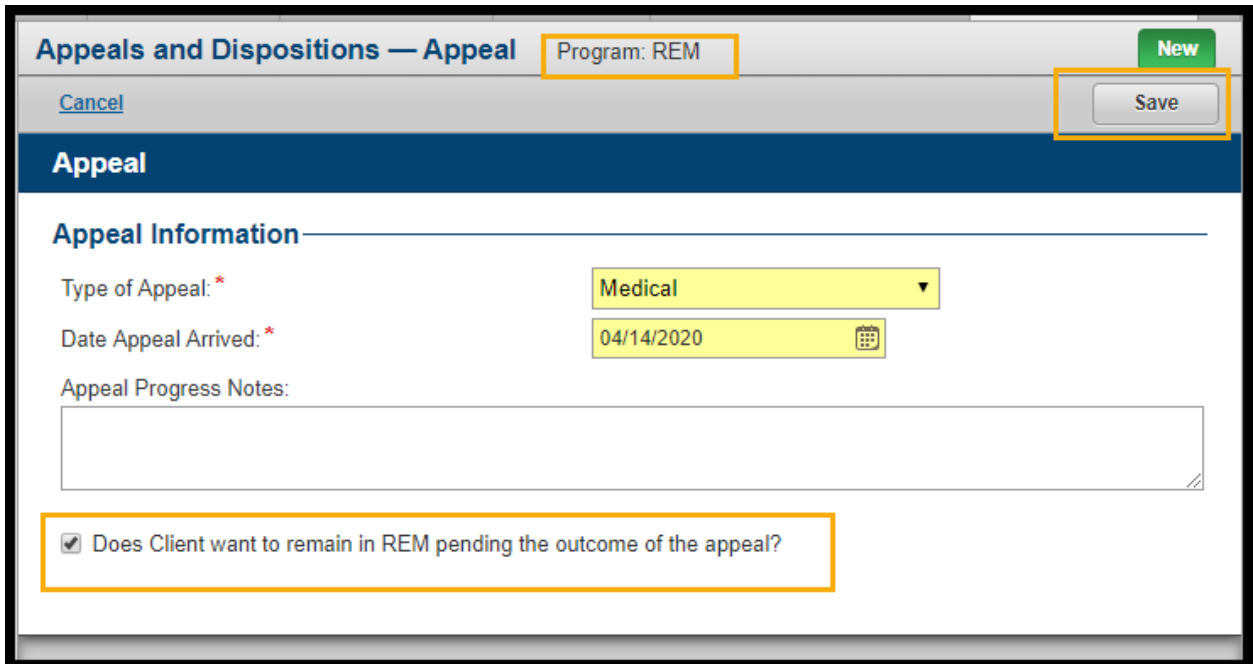 Appeals and Dispositions — Appeal Program: REM New
Cancel Save
Appeal
Appeal Information
Type of Appeal:* Medical
Date Appeal Arrived:* 04/14/2020
Appeal Progress Notes:
Does Client want to remain in REM pending the outcome of the appeal?